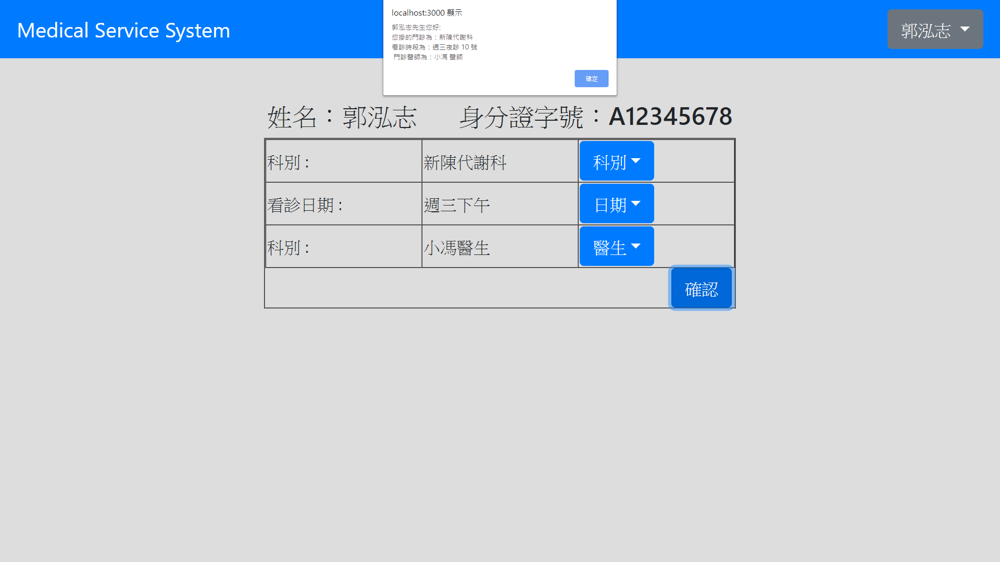 Medical Service System
郭泓志
localhost:3000 顯示
郭泓志先生您好:
您掛的門診為：新陳代謝科
看診時段為：週三夜診 10 號
門診醫師為：小馮 醫師
確定
姓名：郭泓志 身分證字號：A12345678
科別 : 新陳代謝科 科別
看診日期 : 週三下午 日期
科別 : 小馮醫生 醫生
確認